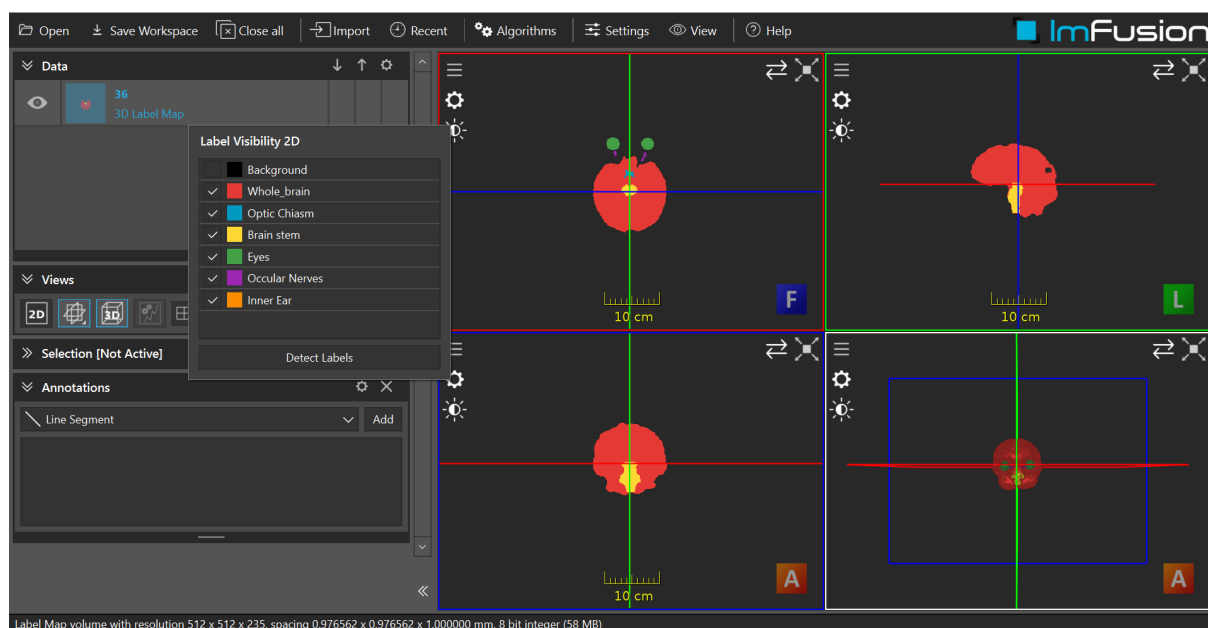 Open Save Workspace Close all Import Recent Algorithms Settings View Help ImFusion
Data
36
3D Label Map
Label Visibility 2D
Background
Whole_brain
Optic Chiasm
Brain stem
Eyes
Occular Nerves
Inner Ear
Detect Labels
Views
2D 3D
Selection [Not Active]
Annotations
Line Segment Add
10 cm
F
10 cm
L
10 cm
A
A
Label Map volume with resolution 512 x 512 x 235, spacing 0.976562 x 0.976562 x 1.000000 mm, 8 bit integer (58 MB)